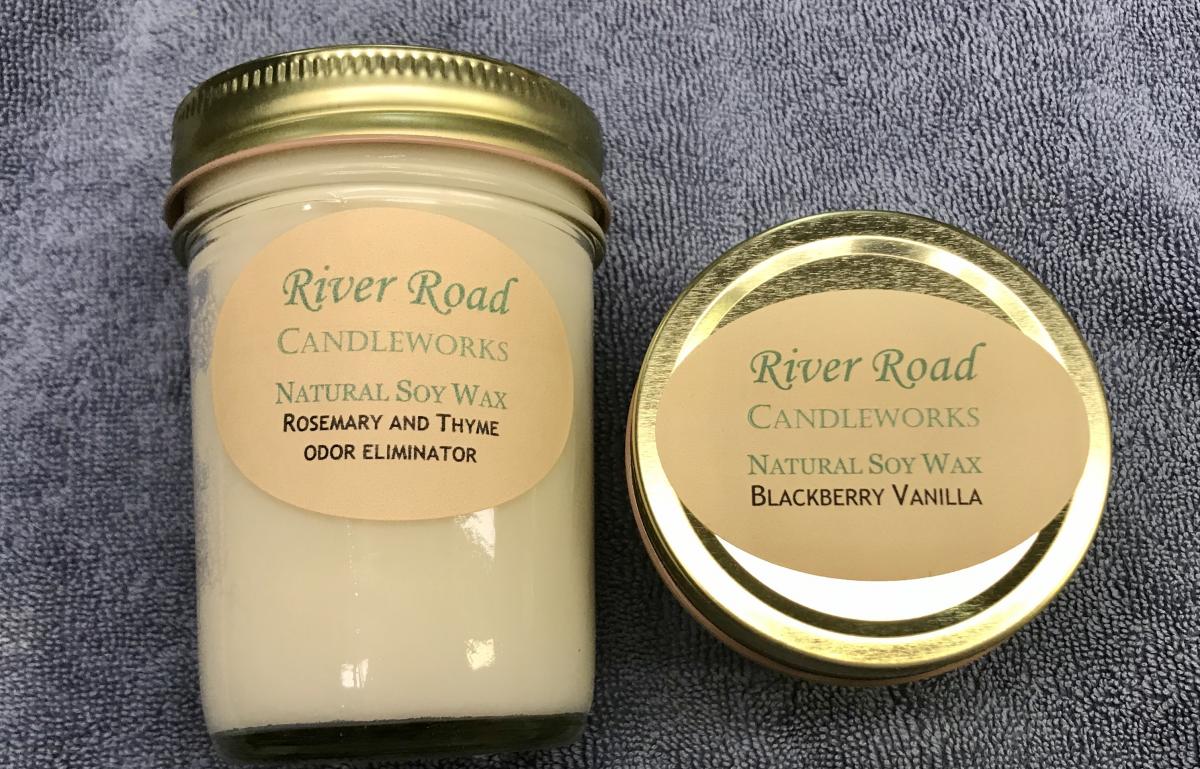 River Road
CANDLEWORKS
NATURAL SOY WAX
ROSEMARY AND THYME
ODOR ELIMINATOR
River Road
CANDLEWORKS
NATURAL SOY WAX
BLACKBERRY VANILLA